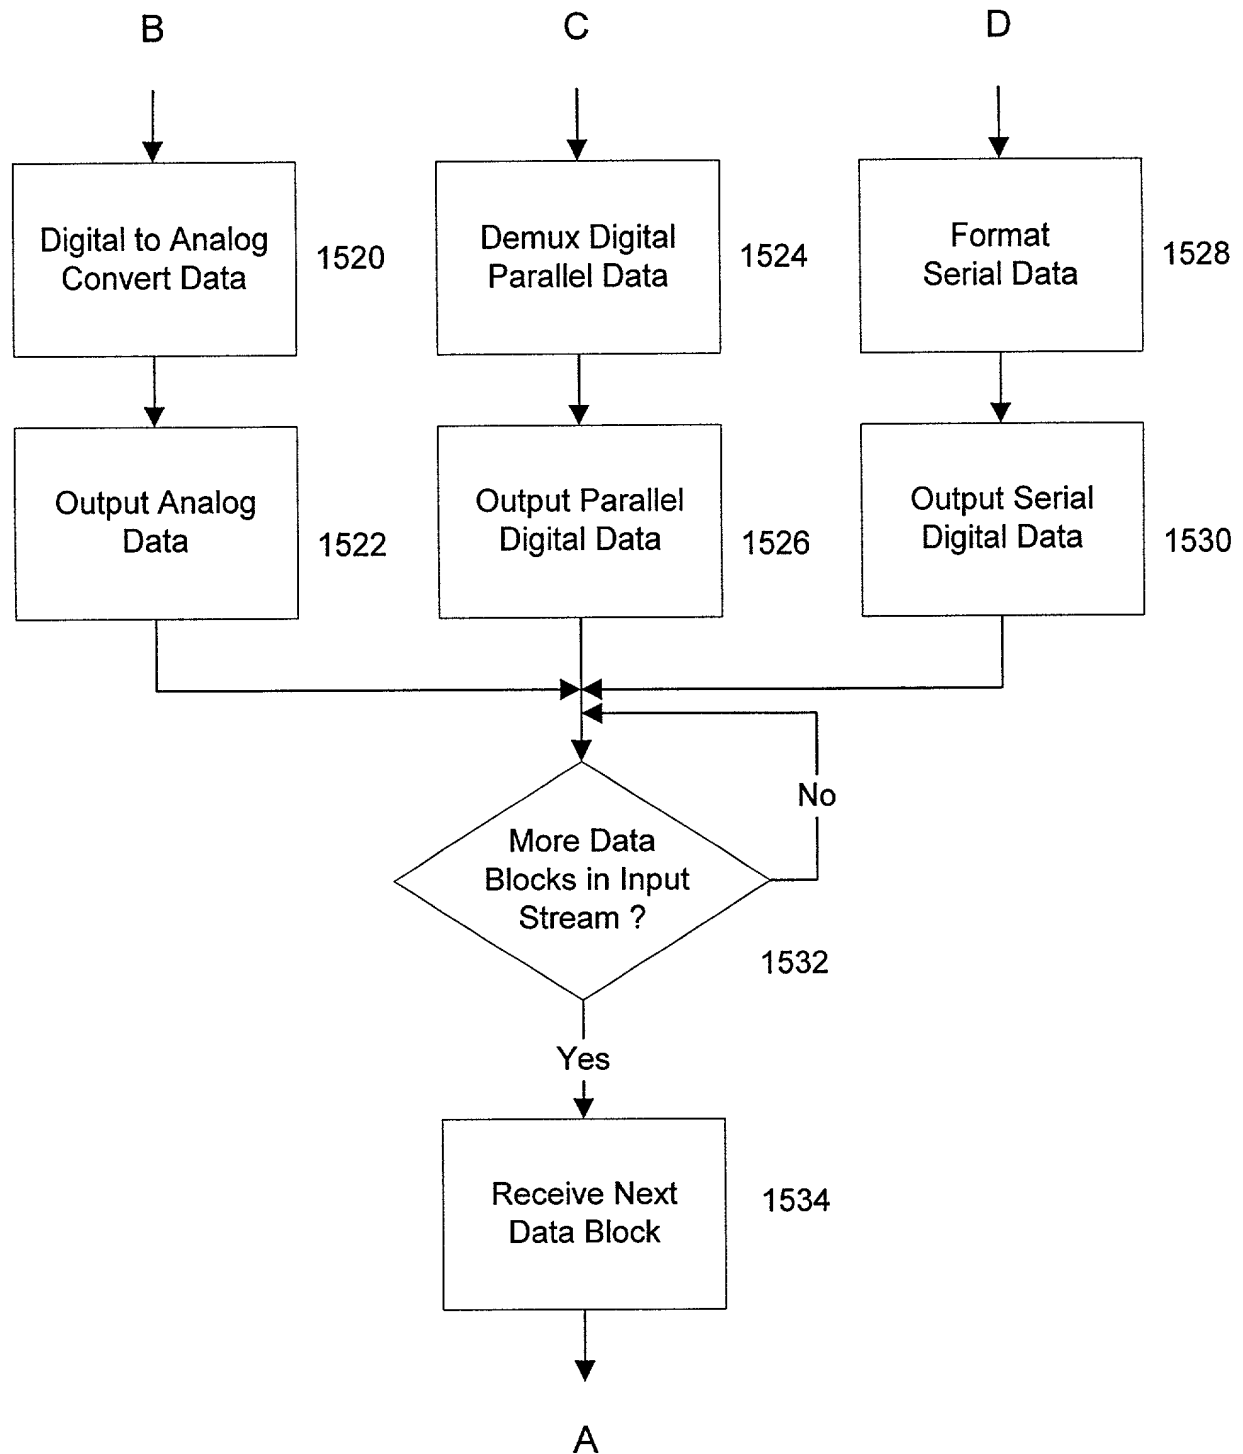 B
C
D
Digital to Analog
Convert Data
1520
Demux Digital
Parallel Data
1524
Format
Serial Data
1528
Output Analog
Data
1522
Output Parallel
Digital Data
1526
Output Serial
Digital Data
1530
No
More Data
Blocks in Input
Stream ?
1532
Yes
Receive Next
Data Block
1534
A